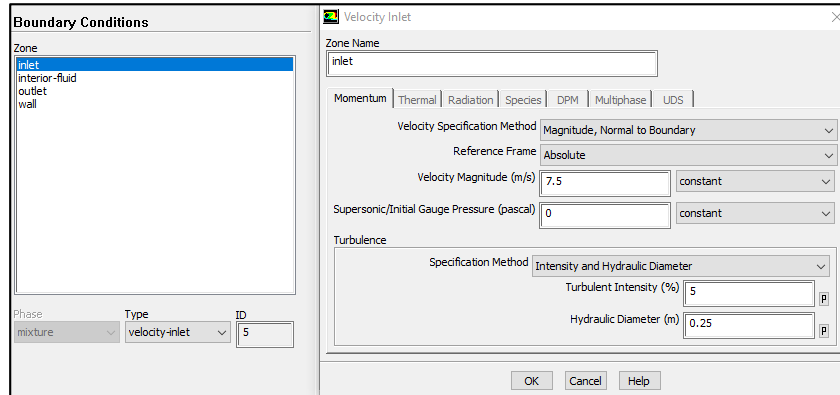 Boundary Conditions
Zone
inlet
interior-fluid
outlet
wall
Phase Type ID
mixture velocity-inlet 5
Velocity Inlet
Zone Name
inlet
Momentum Thermal Radiation Species DPM Multiphase UDS
Velocity Specification Method Magnitude, Normal to Boundary
Reference Frame Absolute
Velocity Magnitude (m/s) 7.5 constant
Supersonic/Initial Gauge Pressure (pascal) 0 constant
Turbulence
Specification Method Intensity and Hydraulic Diameter
Turbulent Intensity (%) 5 P
Hydraulic Diameter (m) 0.25 P
OK Cancel Help